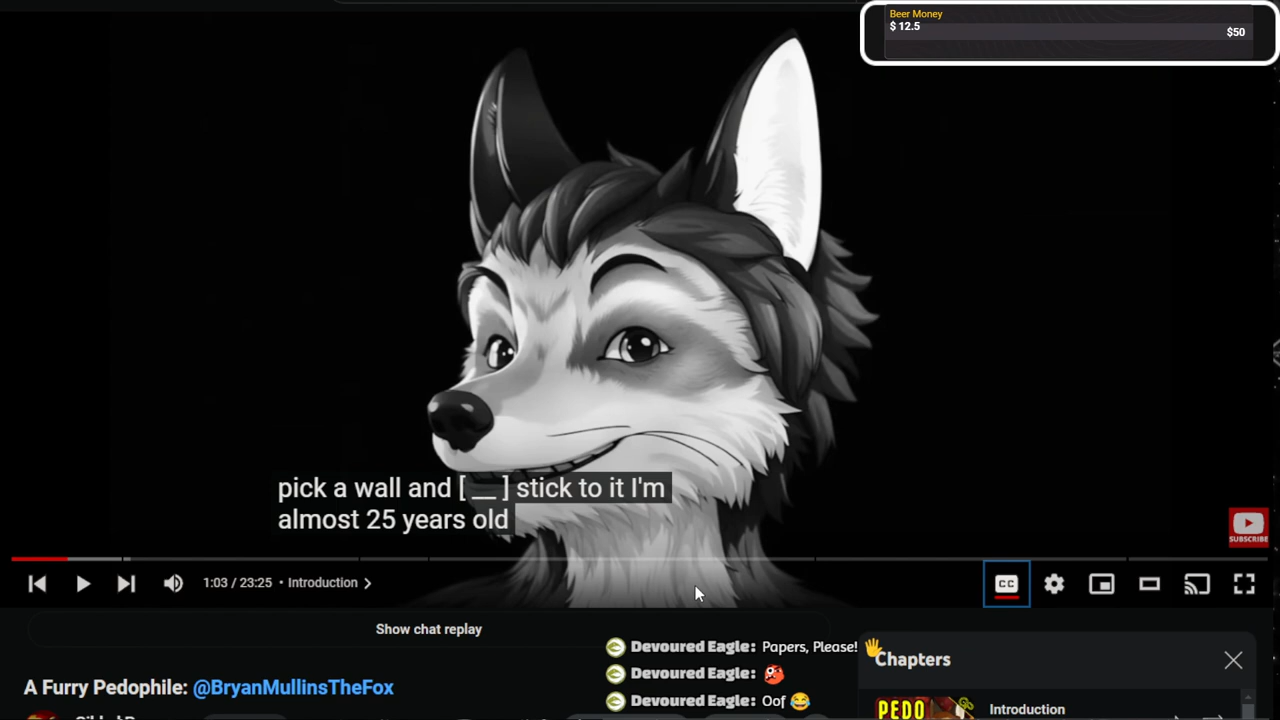 Beer Money
$ 12.5
$50
pick a wall and [ __ ] stick to it I'm
almost 25 years old
SUBSCRIBE
1:03 / 23:25 • Introduction
CC
Show chat replay
Devoured Eagle: Papers, Please!
Devoured Eagle:
Devoured Eagle: Oof 😂
Chapters
A Furry Pedophile: @BryanMullinsTheFox
PEDO
Introduction